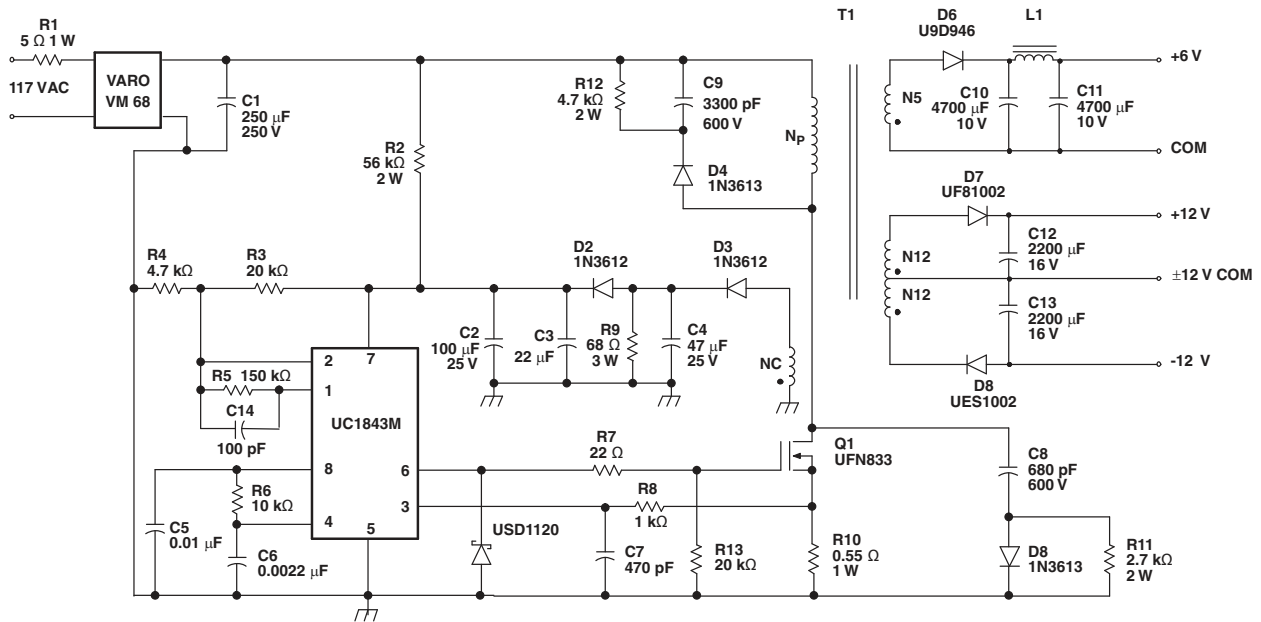 R1
5 Ω 1 W
117 VAC
VARO
VM 68
C1
250 μF
250 V
R2
56 kΩ
2 W
R12
4.7 kΩ
2 W
C9
3300 pF
600 V
D4
1N3613
NP
T1
N5
D6
U9D946
L1
C10
4700 μF
10 V
C11
4700 μF
10 V
+6 V
COM
D7
UF81002
N12
N12
C12
2200 μF
16 V
C13
2200 μF
16 V
+12 V
±12 V COM
-12 V
D8
UES1002
R4
4.7 kΩ
R3
20 kΩ
D2
1N3612
D3
1N3612
C2
100 μF
25 V
C3
22 μF
R9
68 Ω
3 W
C4
47 μF
25 V
NC
R5 150 kΩ
C14
100 pF
2
7
1
UC1843M
8
6
4
3
5
R6
10 kΩ
C5
0.01 μF
C6
0.0022 μF
R7
22 Ω
Q1
UFN833
R8
1 kΩ
USD1120
C7
470 pF
R13
20 kΩ
R10
0.55 Ω
1 W
C8
680 pF
600 V
D8
1N3613
R11
2.7 kΩ
2 W